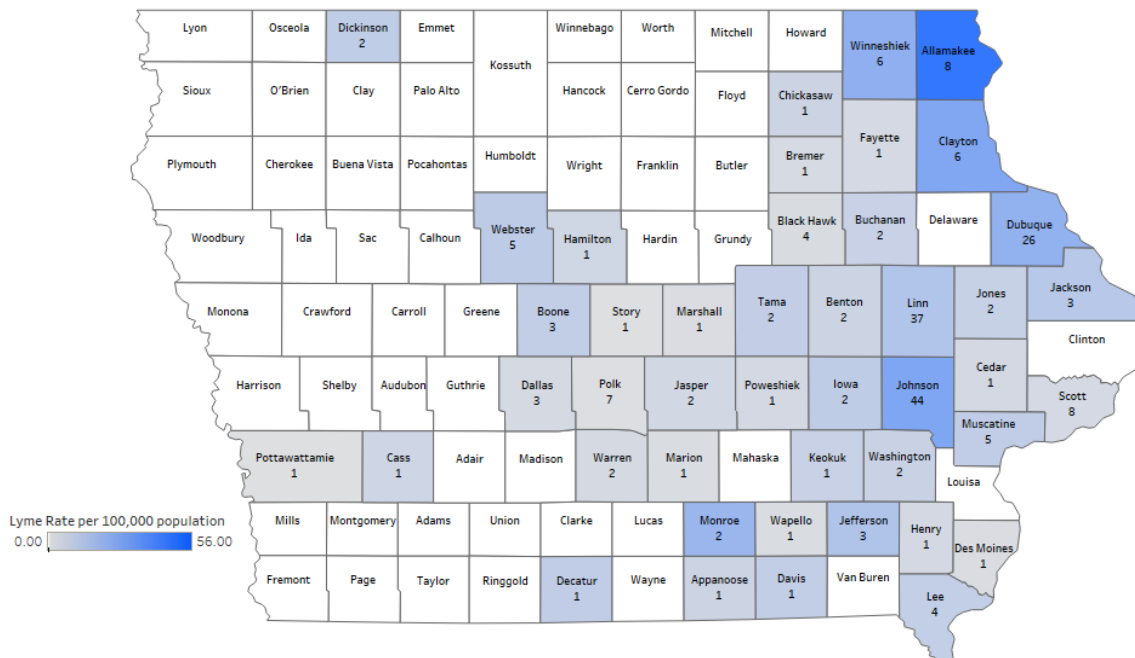 Lyon
Osceola
Dickinson
2
Emmet
Kossuth
Winnebago
Worth
Mitchell
Howard
Winneshiek
6
Allamakee
8
Sioux
O'Brien
Clay
Palo Alto
Hancock
Cerro Gordo
Floyd
Chickasaw
1
Fayette
1
Clayton
6
Plymouth
Cherokee
Buena Vista
Pocahontas
Humboldt
Wright
Franklin
Butler
Bremer
1
Woodbury
Ida
Sac
Calhoun
Webster
5
Hamilton
1
Hardin
Grundy
Black Hawk
4
Buchanan
2
Delaware
Dubuque
26
Monona
Crawford
Carroll
Greene
Boone
3
Story
1
Marshall
1
Tama
2
Benton
2
Linn
37
Jones
2
Jackson
3
Clinton
Harrison
Shelby
Audubon
Guthrie
Dallas
3
Polk
7
Jasper
2
Poweshiek
1
Iowa
2
Johnson
44
Cedar
1
Scott
8
Muscatine
5
Pottawattamie
1
Cass
1
Adair
Madison
Warren
2
Marion
1
Mahaska
Keokuk
1
Washington
2
Louisa
Lyme Rate per 100,000 population
0.00
56.00
Mills
Montgomery
Adams
Union
Clarke
Lucas
Monroe
2
Wapello
1
Jefferson
3
Henry
1
Des Moines
1
Fremont
Page
Taylor
Ringgold
Decatur
1
Wayne
Appanoose
1
Davis
1
Van Buren
Lee
4